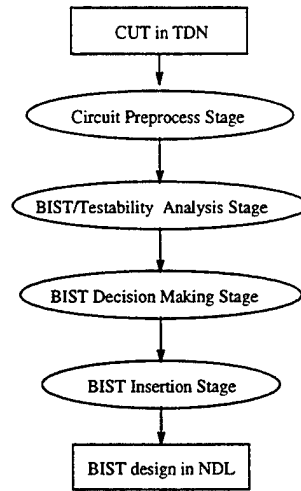 CUT in TDN
Circuit Preprocess Stage
BIST/Testability Analysis Stage
BIST Decision Making Stage
BIST Insertion Stage
BIST design in NDL